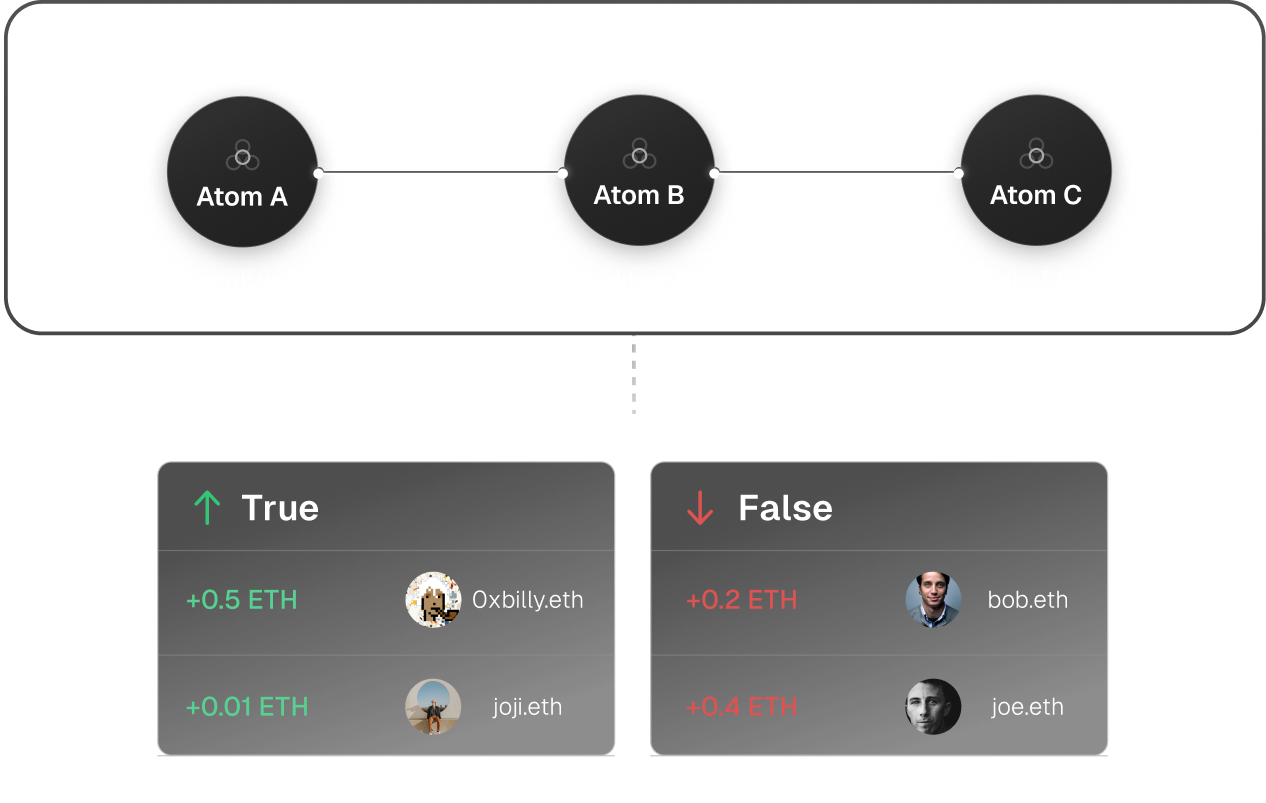 Atom A
Atom B
Atom C
True
False
+0.5 ETH
0xbilly.eth
+0.2 ETH
bob.eth
+0.01 ETH
joji.eth
+0.4 ETH
joe.eth